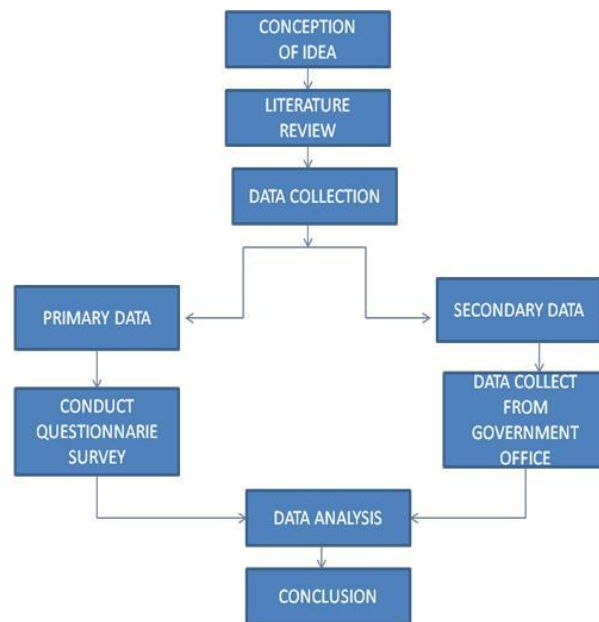 CONCEPTION
OF IDEA
LITERATURE
REVIEW
DATA COLLECTION
PRIMARY DATA
SECONDARY DATA
CONDUCT
QUESTIONNARIE
SURVEY
DATA COLLECT
FROM
GOVERNMENT
OFFICE
DATA ANALYSIS
CONCLUSION